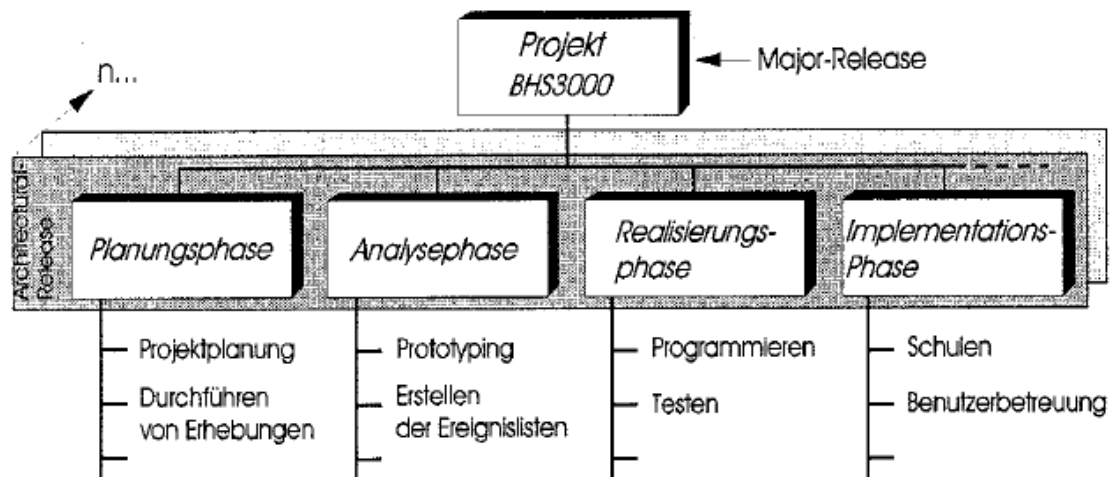 Projekt
BHS3000
Major-Release
n...
Architectural-
Release
Planungsphase
Analysephase
Realisierungs-
phase
Implementations-
Phase
Projektplanung
Durchführen
von Erhebungen
Prototyping
Erstellen
der Ereignislisten
Programmieren
Testen
Schulen
Benutzerbetreuung